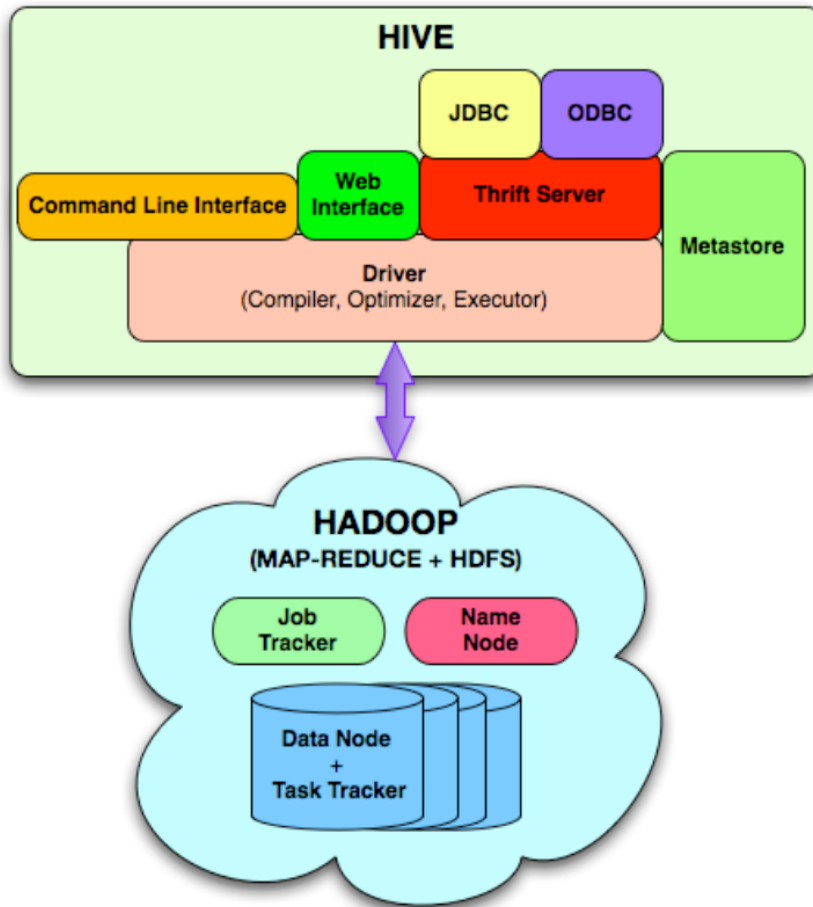 HIVE
JDBC
ODBC
Command Line Interface
Web
Interface
Thrift Server
Metastore
Driver
(Compiler, Optimizer, Executor)
HADOOP
(MAP-REDUCE + HDFS)
Job
Tracker
Name
Node
Data Node
+
Task Tracker